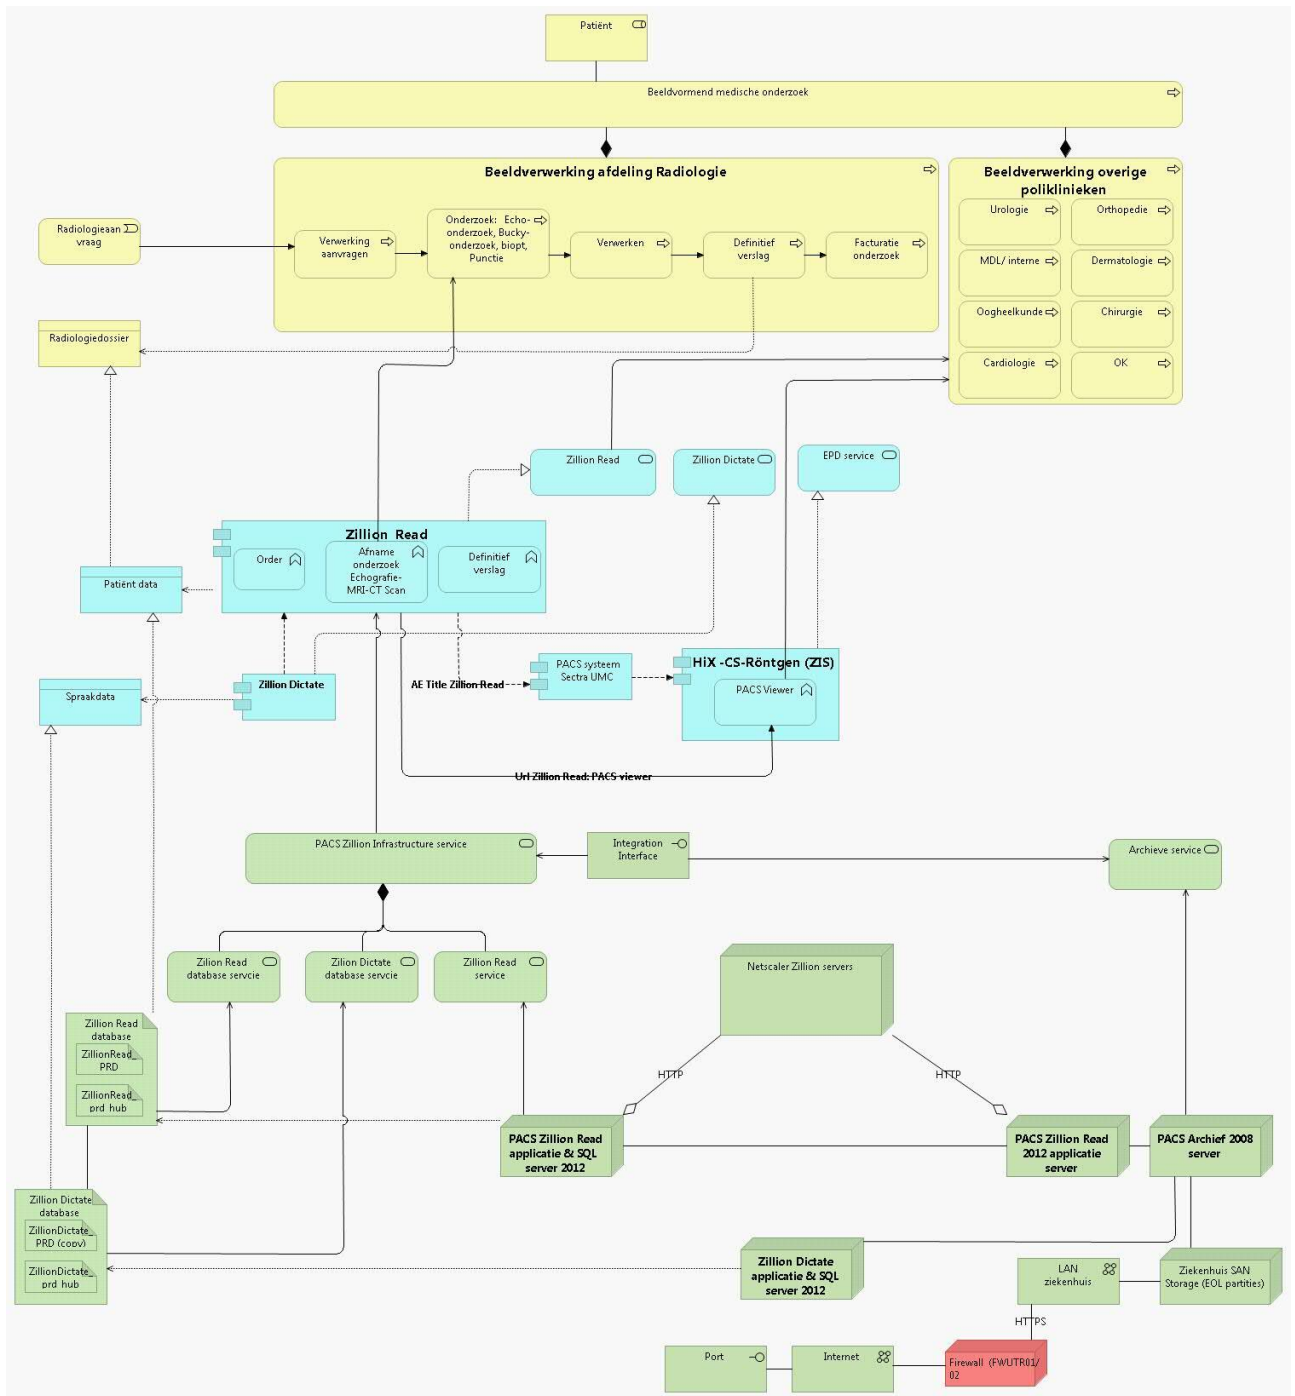 Patiënt
Beeldvormend medische onderzoek
Beeldverwerking afdeling Radiologie
Beeldverwerking overige
poliklinieken
Radiologieaan
vraag
Verwerking
aanvragen
Onderzoek: Echo-
onderzoek, Bucky-
onderzoek, biopt,
Punctie
Verwerken
Definitief
verslag
Facturatie
onderzoek
Urologie
Orthopedie
MDL/ interne
Dermatologie
Oogheelkunde
Chirurgie
Cardiologie
OK
Radiologiedossier
Zillion Read
Zillion Dictate
EPD service
Zillion Read
Order
Afname
onderzoek
Echografie-
MRI-CT Scan
Definitief
verslag
Patiënt data
Spraakdata
Zillion Dictate
AE Title Zillion Read
PACS systeem
Sectra UMC
HiX -CS-Röntgen (ZIS)
PACS Viewer
Url Zillion Read: PACS viewer
PACS Zillion Infrastructure service
Integration
Interface
Archieve service
Zilion Read
database servcie
Zilion Dictate
database servcie
Zillion Read
service
Netscaler Zillion servers
HTTP
HTTP
Zillion Read
database
ZillionRead_
PRD
ZillionRead_
prd hub
PACS Zillion Read
applicatie & SQL
server 2012
PACS Zillion Read
2012 applicatie
server
PACS Archief 2008
server
Zillion Dictate
database
ZillionDictate_
PRD (copy)
ZillionDictate_
prd hub
Zillion Dictate
applicatie & SQL
server 2012
LAN
ziekenhuis
Ziekenhuis SAN
Storage (EOL partities)
HTTPS
Port
Internet
Firewall (FWUTR01/
02